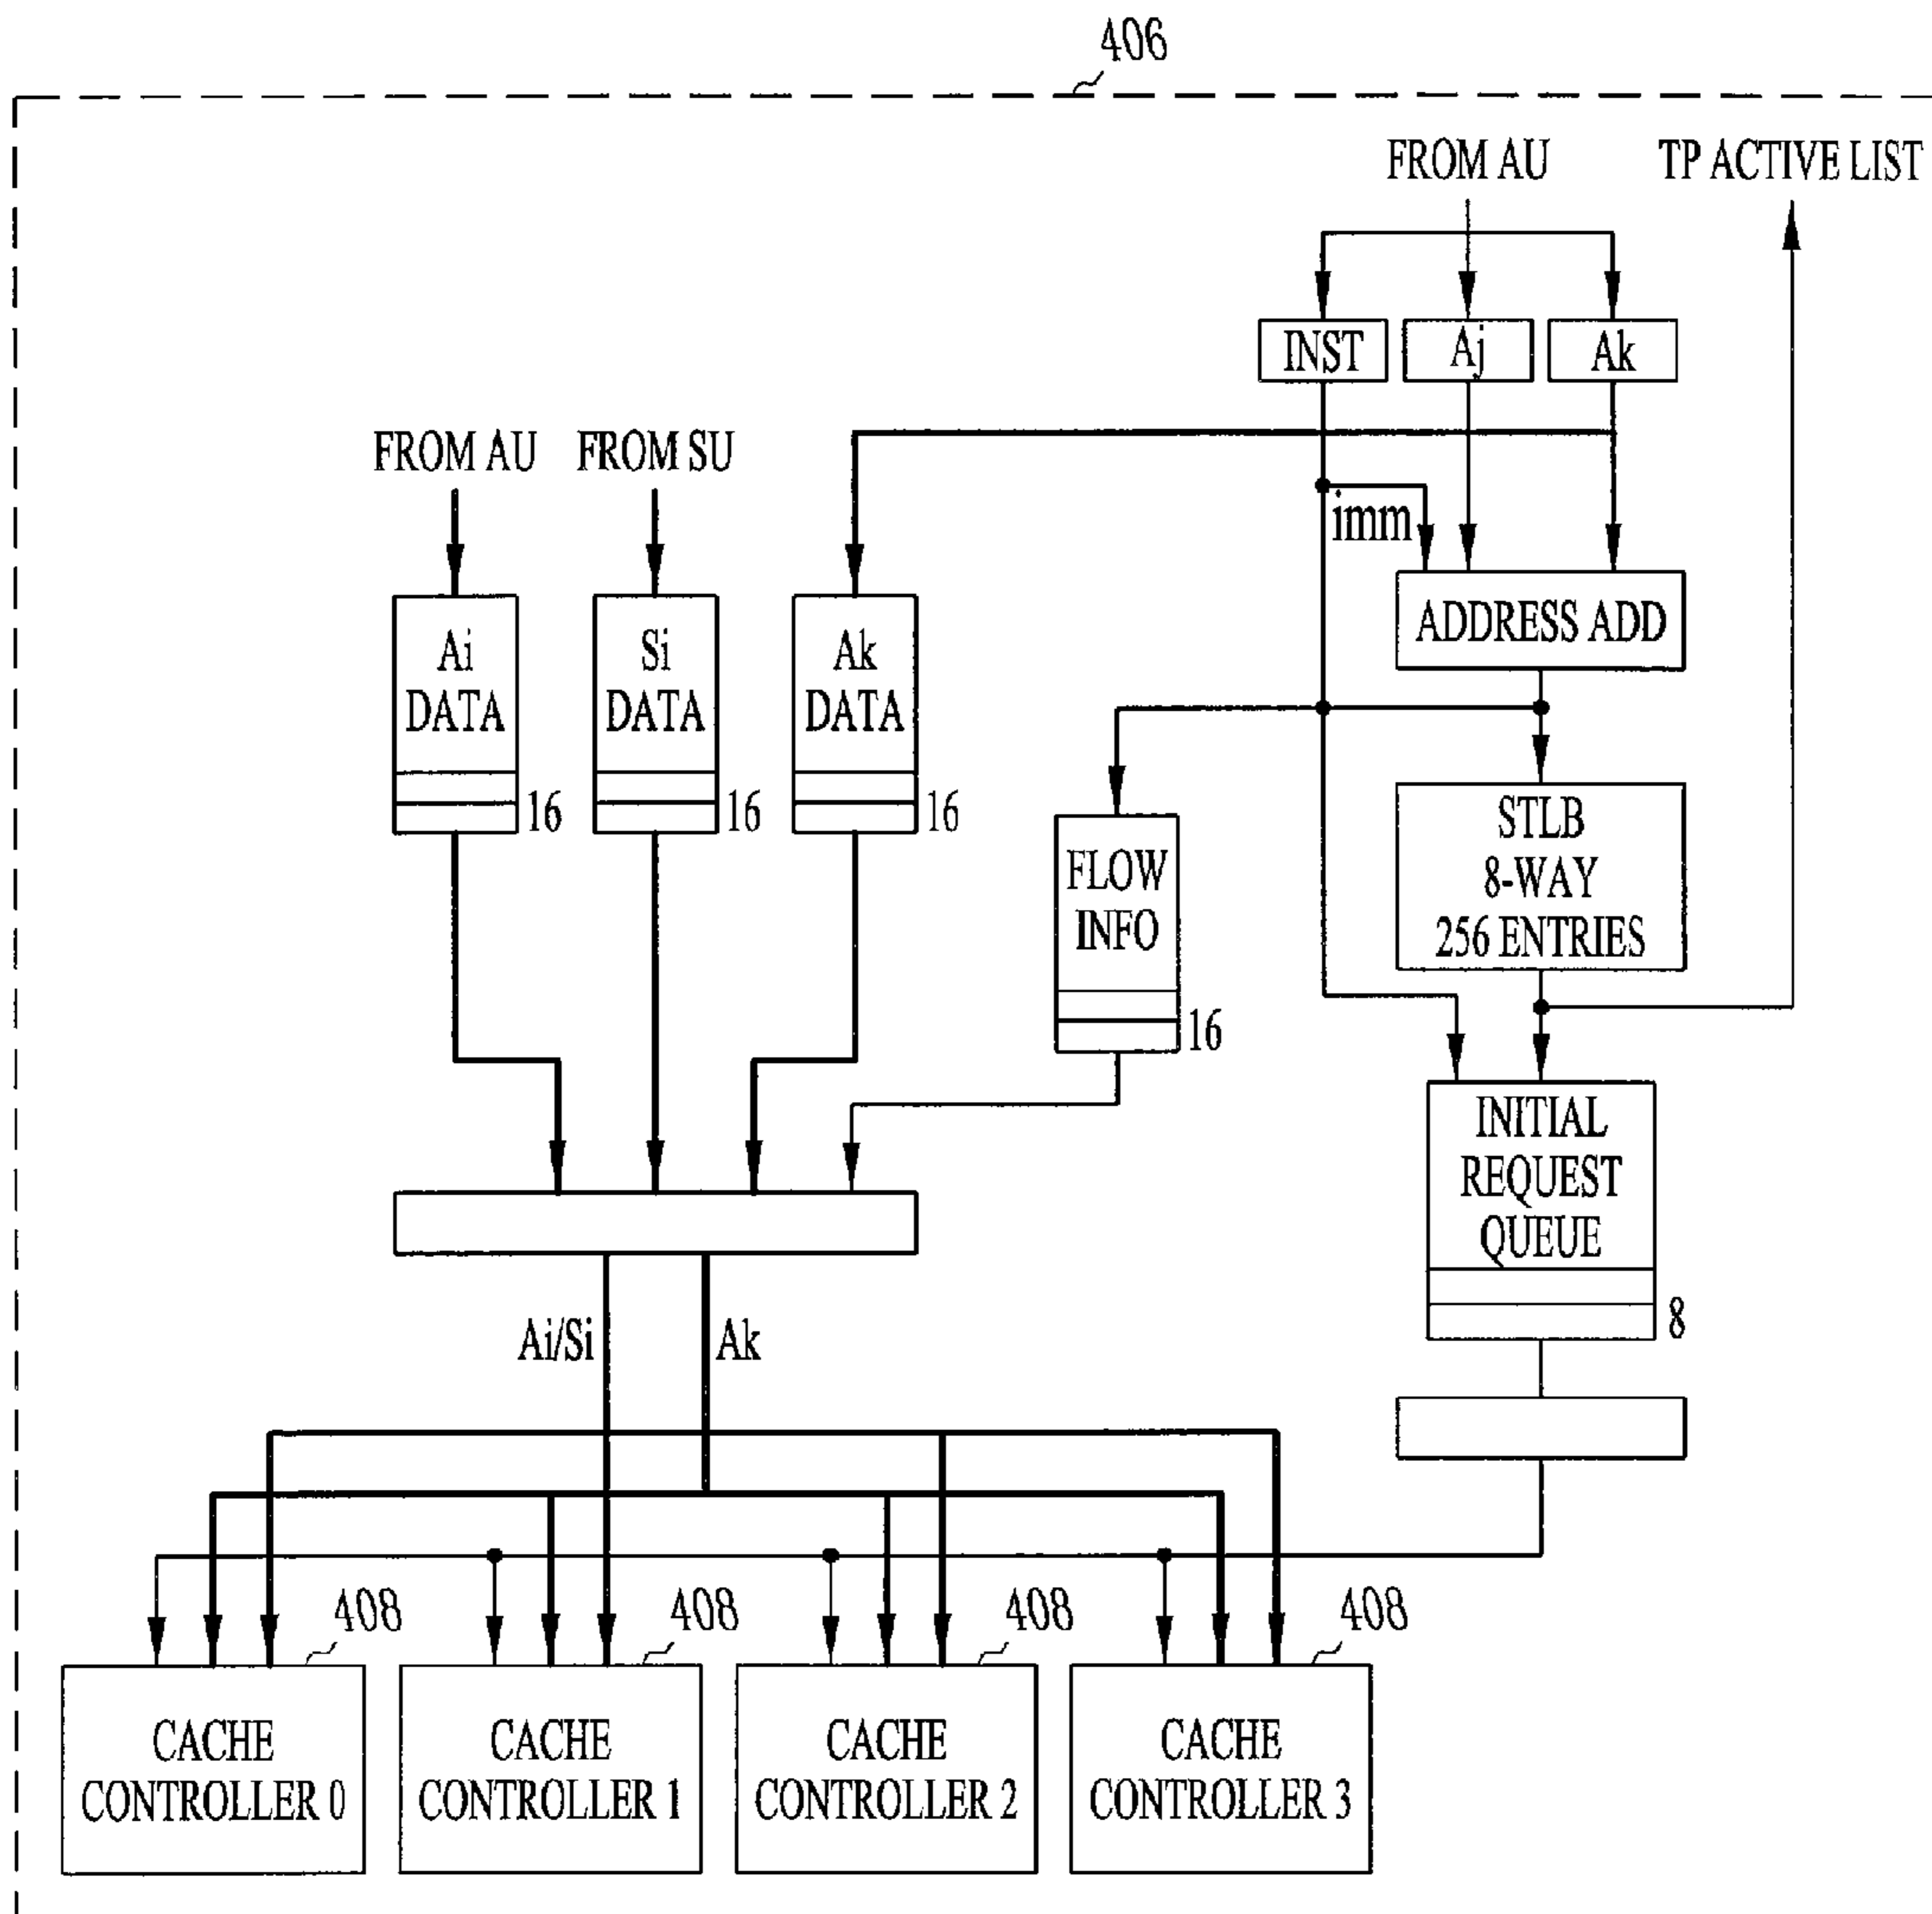 406
FROM AU
TP ACTIVE LIST
INST
Aj
Ak
FROM AU
FROM SU
imm
ADDRESS ADD
Ai
DATA
16
Si
DATA
16
Ak
DATA
16
FLOW
INFO
16
STLB
8-WAY
256 ENTRIES
INITIAL
REQUEST
QUEUE
8
Ai/Si
Ak
408
408
408
408
CACHE
CONTROLLER 0
CACHE
CONTROLLER 1
CACHE
CONTROLLER 2
CACHE
CONTROLLER 3